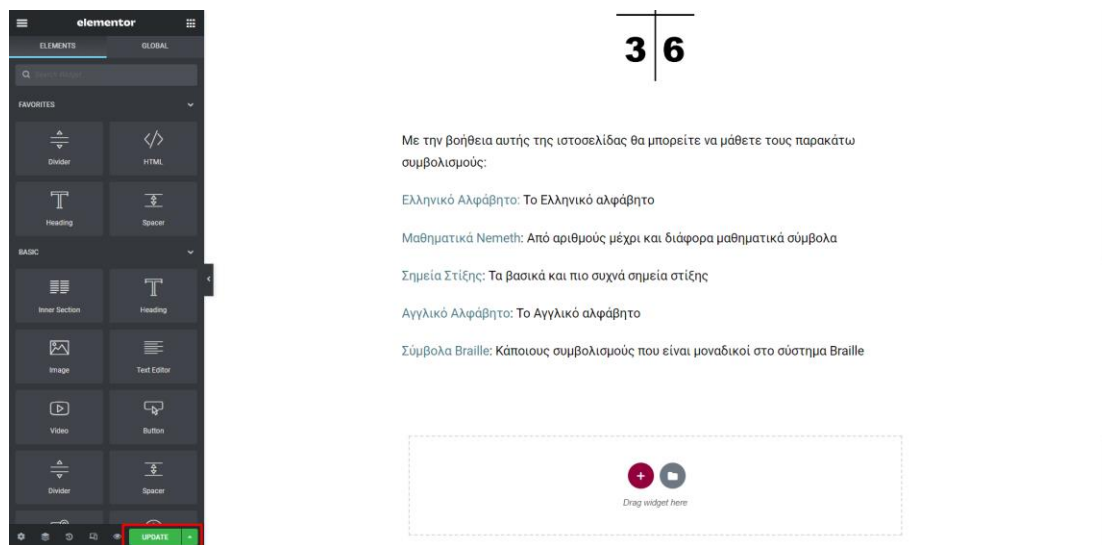 elementor
ELEMENTS GLOBAL
Search Widget...
FAVORITES
Divider HTML
Heading Spacer
BASIC
Inner Section Heading
Image Text Editor
Video Button
Divider Spacer
UPDATE
3 6
Με την βοήθεια αυτής της ιστοσελίδας θα μπορείτε να μάθετε τους παρακάτω
συμβολισμούς:
Ελληνικό Αλφάβητο: Το Ελληνικό αλφάβητο
Μαθηματικά Nemeth: Από αριθμούς μέχρι και διάφορα μαθηματικά σύμβολα
Σημεία Στίξης: Τα βασικά και πιο συχνά σημεία στίξης
Αγγλικό Αλφάβητο: Το Αγγλικό αλφάβητο
Σύμβολα Braille: Κάποιους συμβολισμούς που είναι μοναδικοί στο σύστημα Braille
Drag widget here